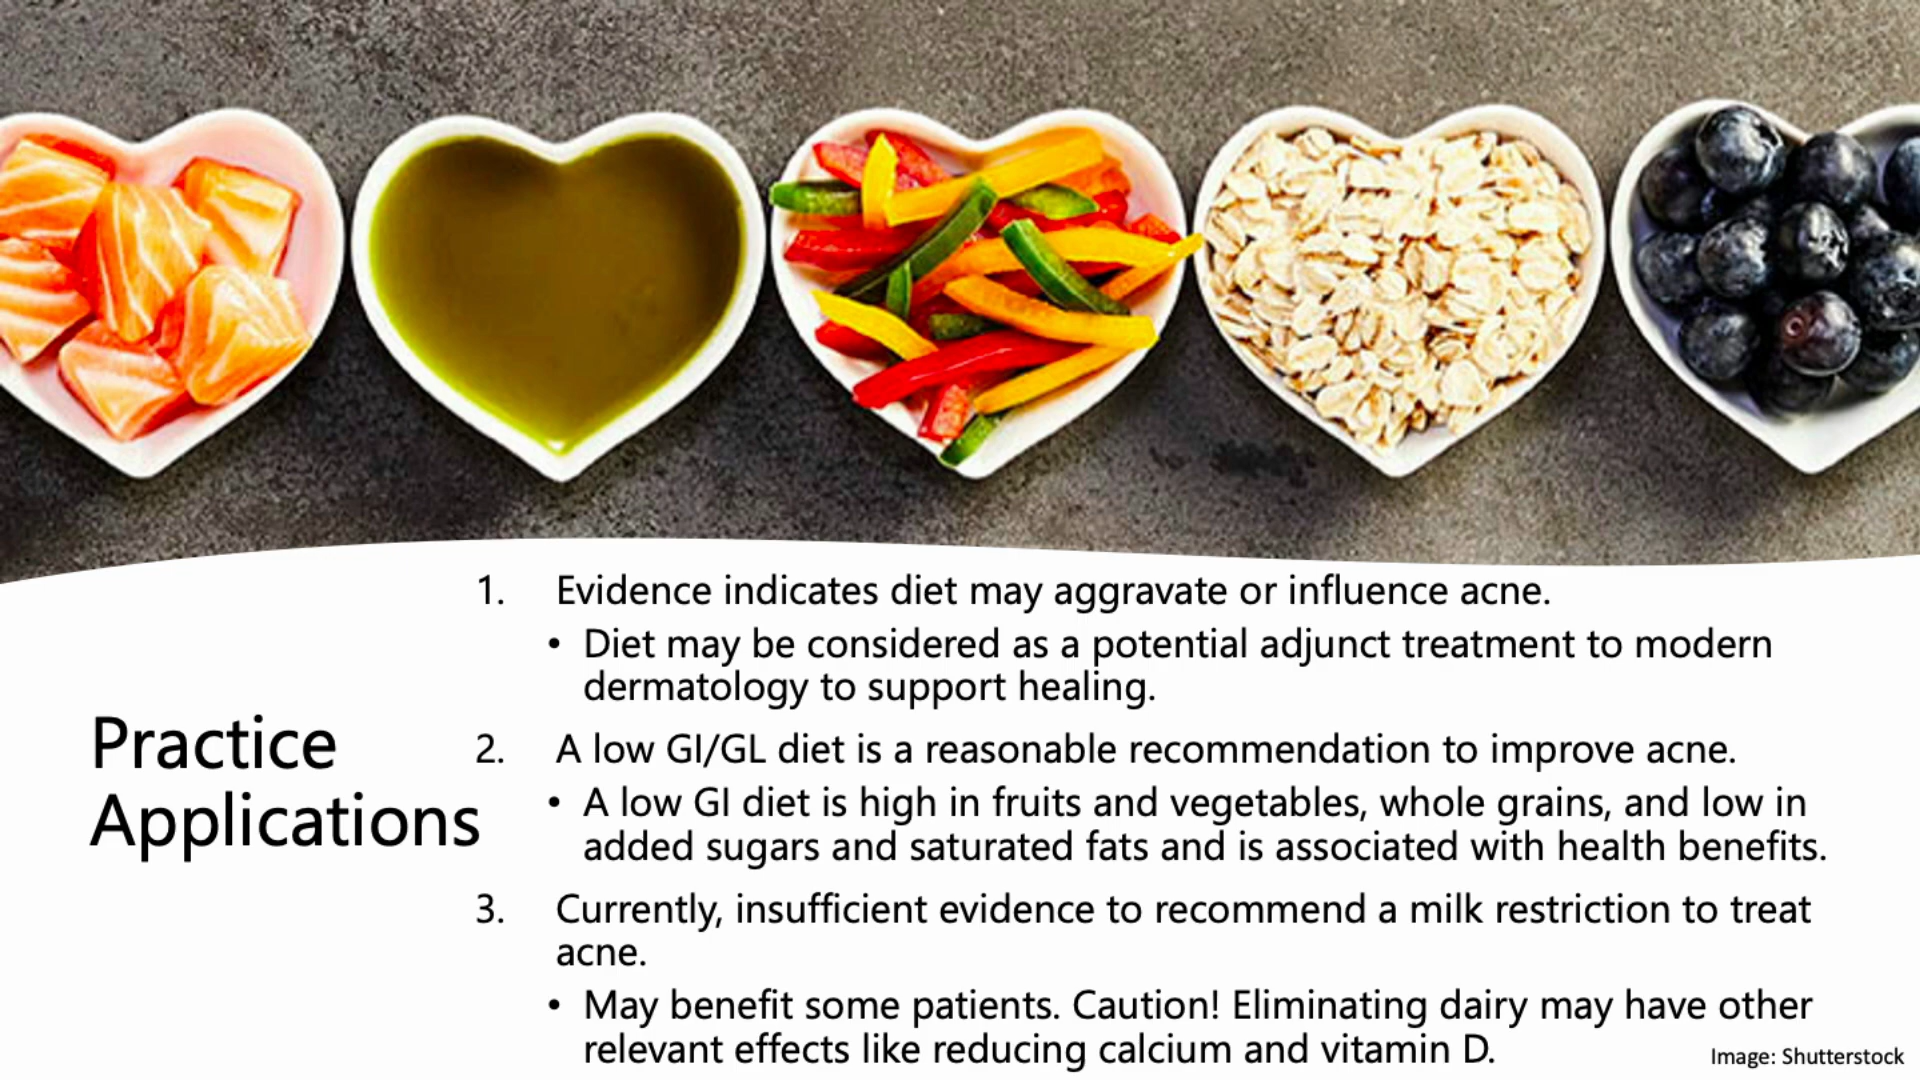 Practice
Applications
1. Evidence indicates diet may aggravate or influence acne.
• Diet may be considered as a potential adjunct treatment to modern
dermatology to support healing.
2. A low GI/GL diet is a reasonable recommendation to improve acne.
• A low GI diet is high in fruits and vegetables, whole grains, and low in
added sugars and saturated fats and is associated with health benefits.
3. Currently, insufficient evidence to recommend a milk restriction to treat
acne.
• May benefit some patients. Caution! Eliminating dairy may have other
relevant effects like reducing calcium and vitamin D.
Image: Shutterstock